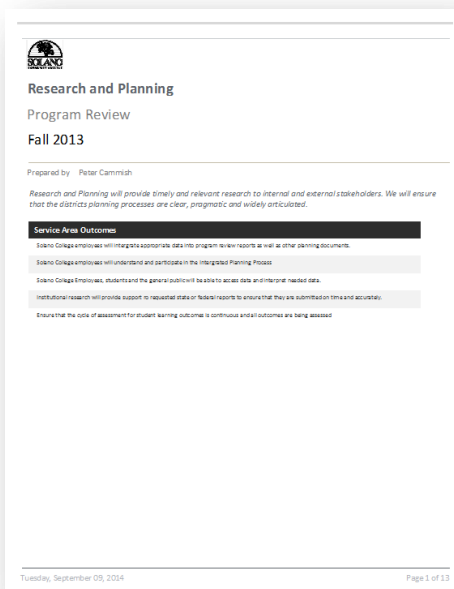 SOLANO
COMMUNITY COLLEGE
Research and Planning
Program Review
Fall 2013
Prepared by Peter Cammish
Research and Planning will provide timely and relevant research to internal and external stakeholders. We will ensure
that the districts planning processes are clear, pragmatic and widely articulated.
Service Area Outcomes
Solano College employees will intergrate appropriate data into program review reports as well as other planning documents.
Solano College employees will understand and participate in the Intergrated Planning Process
Solano College Employees, students and the general public will be able to access data and interpret needed data.
Institutional research will provide support ro requested state or federal reports to ensure that they are submitted on time and accurately.
Ensure that the cycle of assessment for student learning outcomes is continuous and all outcomes are being assessed
Tuesday, September 09, 2014
Page 1 of 13